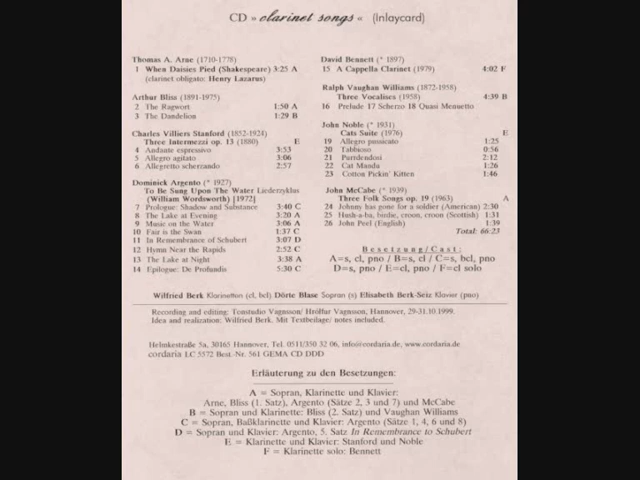 CD » clarinet songs « (Inlaycard)
Thomas A. Arne (1710-1778)
1 When Daisies Pied (Shakespeare) 3:25 A
(clarinet obligato: Henry Lazarus)
Arthur Bliss (1891-1975)
2 The Ragwort 1:50 A
3 The Dandelion 1:29 B
Charles Villiers Stanford (1852-1924)
Three Intermezzi op. 13 (1880) E
4 Andante espressivo 3:53
5 Allegro agitato 3:06
6 Allegretto scherzando 2:57
Dominick Argento (* 1927)
To Be Sung Upon The Water Liederzyklus
(William Wordsworth) [1972]
7 Prologue: Shadow and Substance 3:40 C
8 The Lake at Evening 3:20 A
9 Music on the Water 3:06 A
10 Fair is the Swan 1:37 C
11 In Remembrance of Schubert 3:07 D
12 Hymn Near the Rapids 2:52 C
13 The Lake at Night 3:38 A
14 Epilogue: De Profundis 5:30 C
David Bennett (* 1897)
15 A Cappella Clarinet (1979) 4:02 F
Ralph Vaughan Williams (1872-1958)
Three Vocalises (1958) 4:39 B
16 Prelude 17 Scherzo 18 Quasi Menuetto
John Noble (* 1931)
Cats Suite (1976) E
19 Allegro pussicato 1:25
20 Tabbioso 0:56
21 Purrdendori 2:12
22 Cat Mandu 1:26
23 Cotton Pickin' Kitten 1:46
John McCabe (* 1939)
Three Folk Songs op. 19 (1963) A
24 Johnny has gone for a soldier (American) 2:30
25 Hush-a-ba, birdie, croon, croon (Scottish) 1:31
26 John Peel (English) 1:39
Total: 66:23
Besetzung/Cast:
A=s, cl, pno / B=s, cl / C=s, bcl, pno
D=s, pno / E=cl, pno / F=cl solo
Wilfried Berk Klarinetten (cl, bcl) Dörte Blase Sopran (s) Elisabeth Berk-Seiz Klavier (pno)
Recording and editing: Tonstudio Vagnsson/ Hrólfur Vagnsson, Hannover, 29-31.10.1999.
Idea and realization: Wilfried Berk. Mit Textbeilage/ notes included.
Helmkestraße 5a, 30165 Hannover, Tel. 0511/350 32 06, info@cordaria.de, www.cordaria.de
cordaria LC 5572 Best.-Nr. 561 GEMA CD DDD
Erläuterung zu den Besetzungen:
A = Sopran, Klarinette und Klavier:
Arne, Bliss (1. Satz), Argento (Sätze 2, 3 und 7) und McCabe
B = Sopran und Klarinette: Bliss (2. Satz) und Vaughan Williams
C = Sopran, Baßklarinette und Klavier: Argento (Sätze 1, 4, 6 und 8)
D = Sopran und Klavier: Argento, 5. Satz In Remembrance to Schubert
E = Klarinette und Klavier: Stanford und Noble
F = Klarinette solo: Bennett